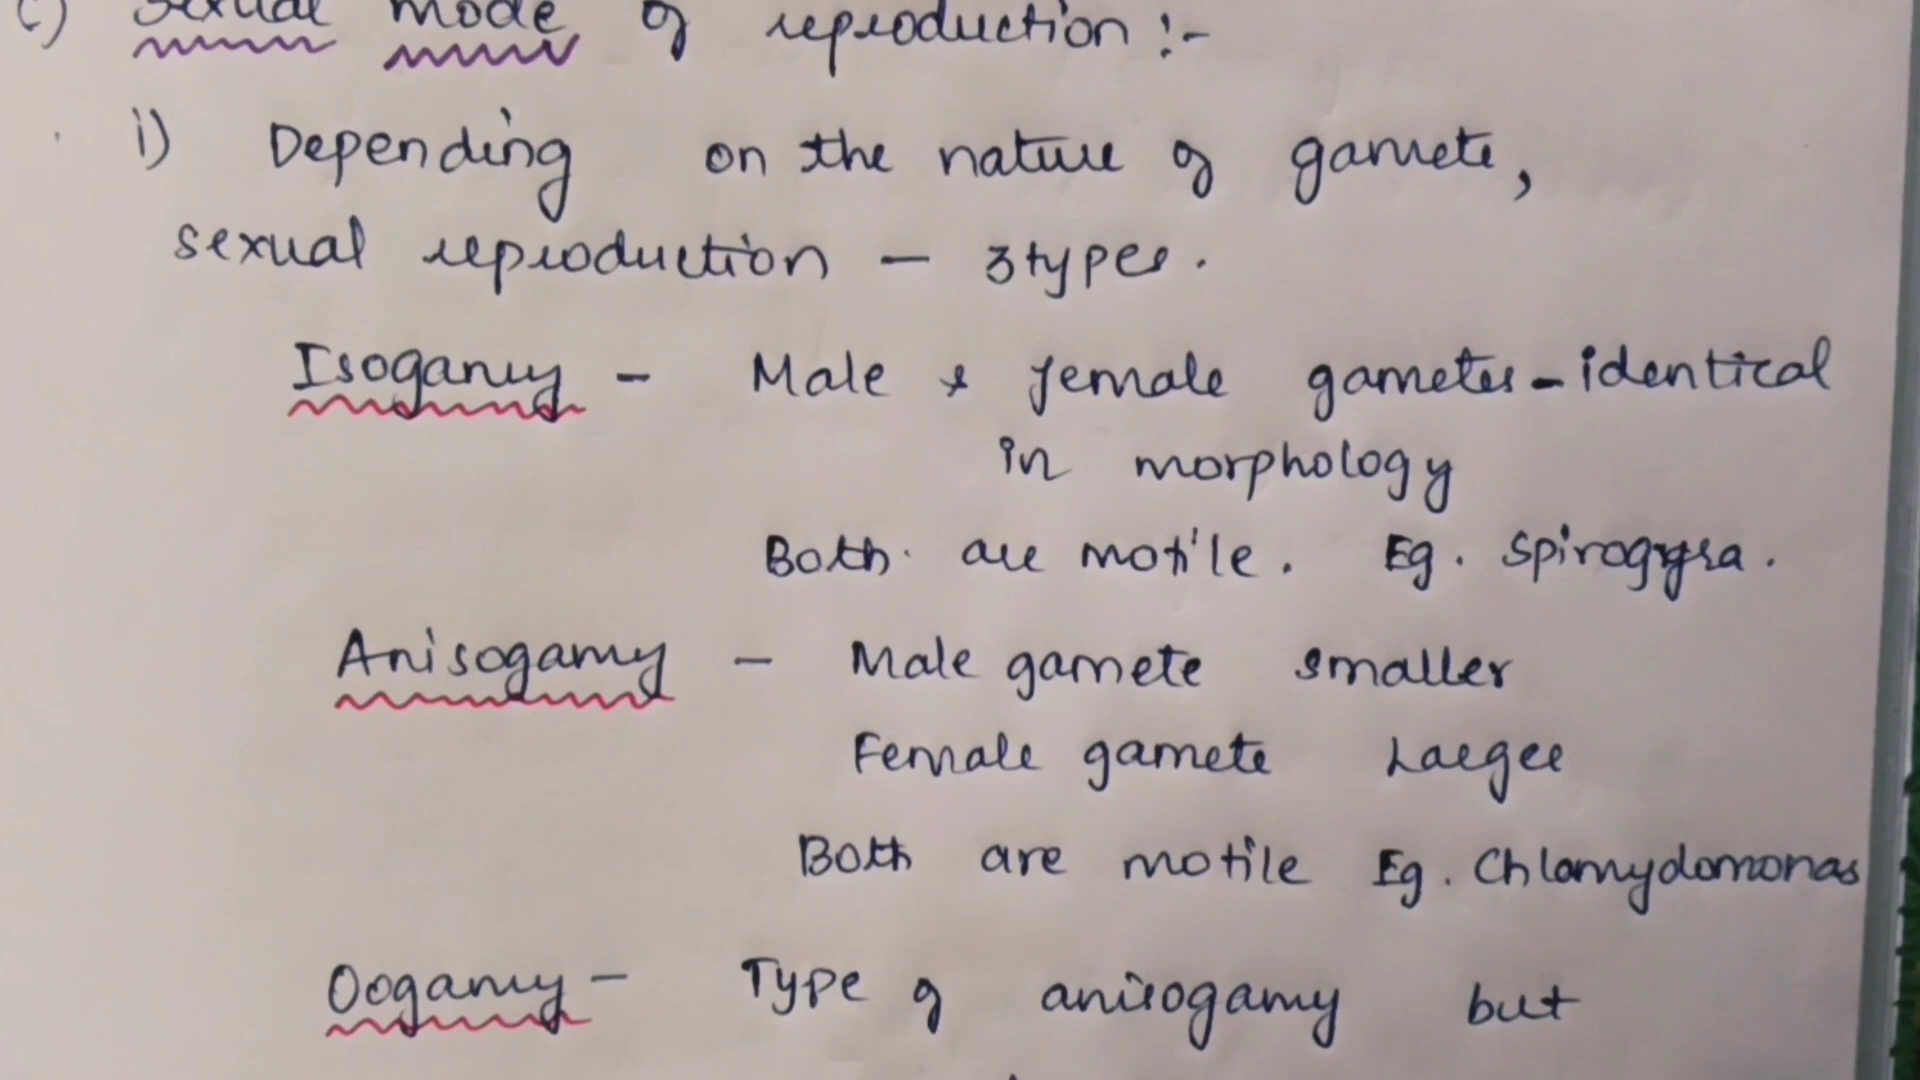 c) Sexual mode of reproduction :-
i) Depending on the nature of gamete,
sexual reproduction - 3 types.
Isogamy - Male & female gametes - identical
in morphology
Both are motile. Eg. Spirogyra.
Anisogamy - Male gamete smaller
Female gamete Larger
Both are motile Eg. Chlamydomonas
Oogamy - Type of anisogamy but